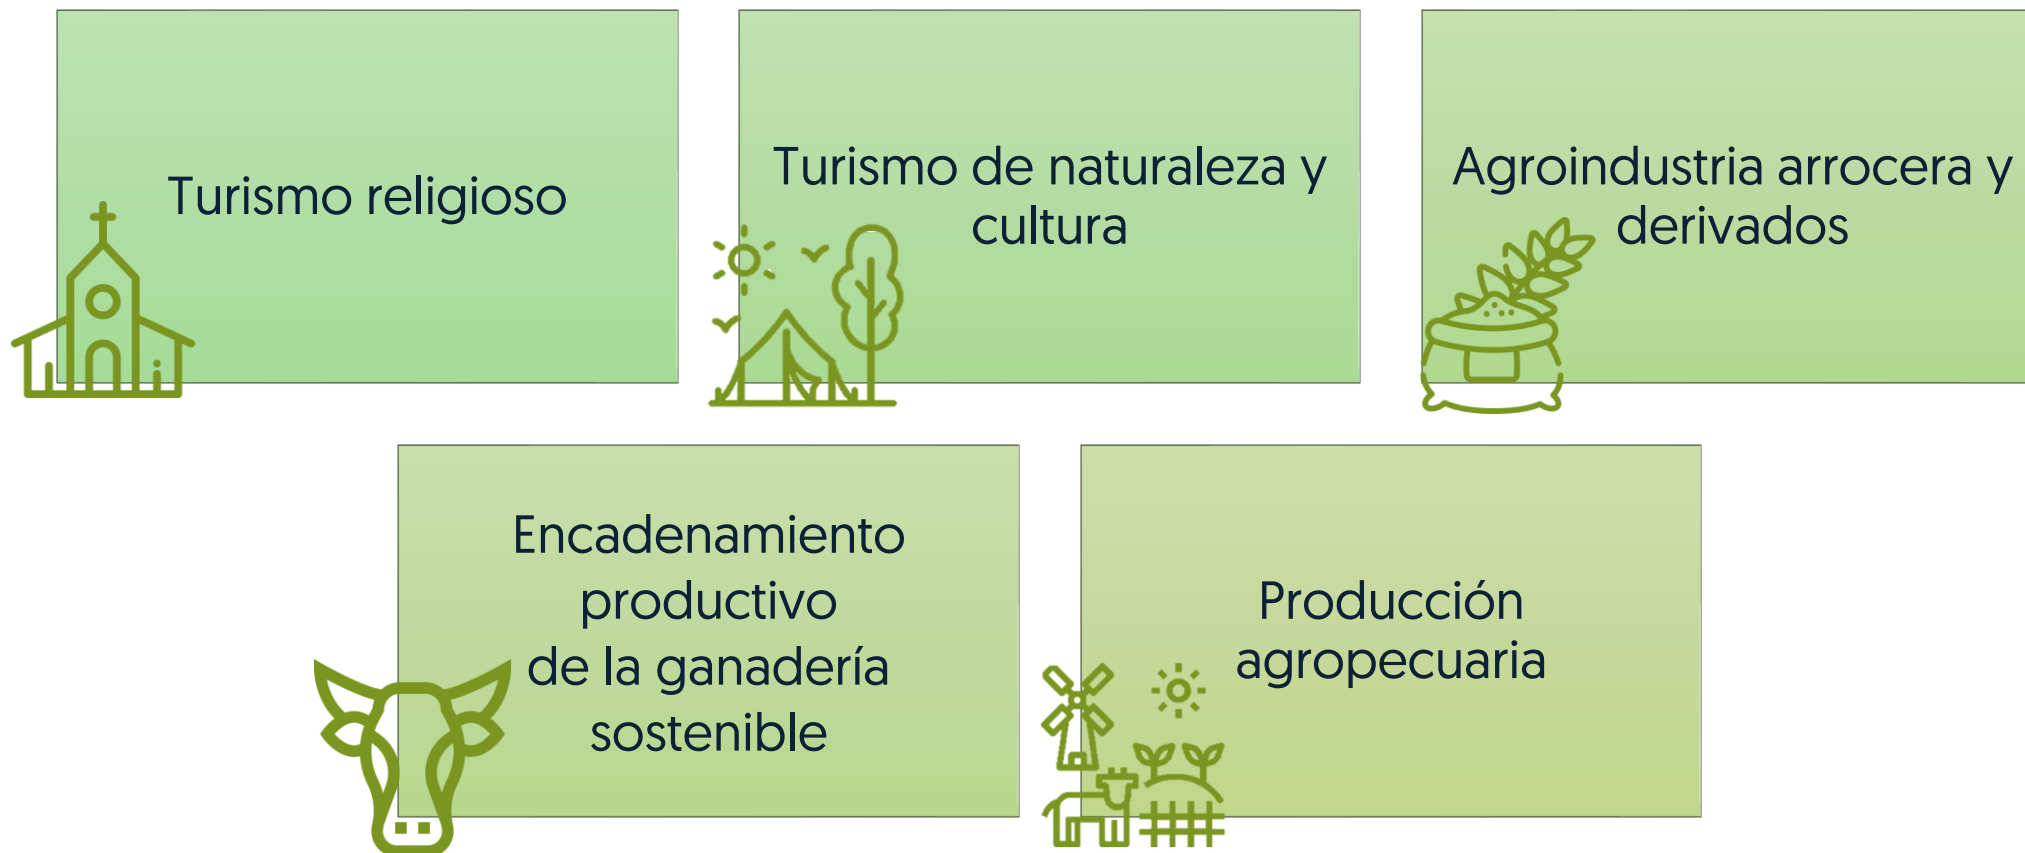 Turismo religioso
Turismo de naturaleza y
cultura
Agroindustria arrocera y
derivados
Encadenamiento
productivo
de la ganadería
sostenible
Producción
agropecuaria